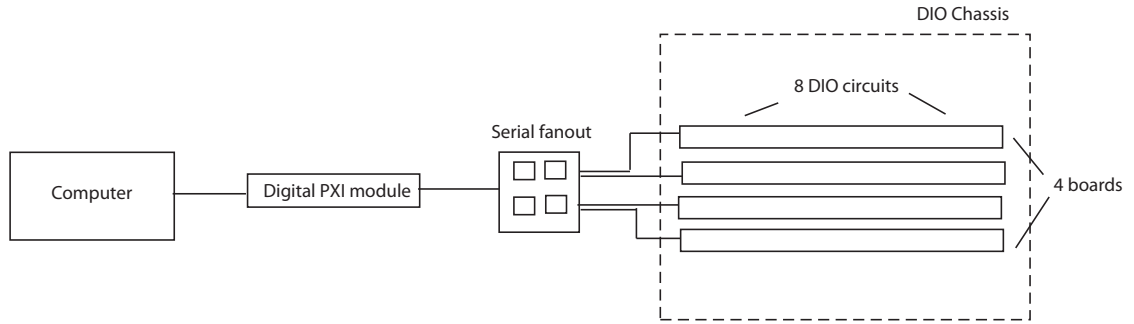 DIO Chassis
8 DIO circuits
Serial fanout
Computer
Digital PXI module
4 boards